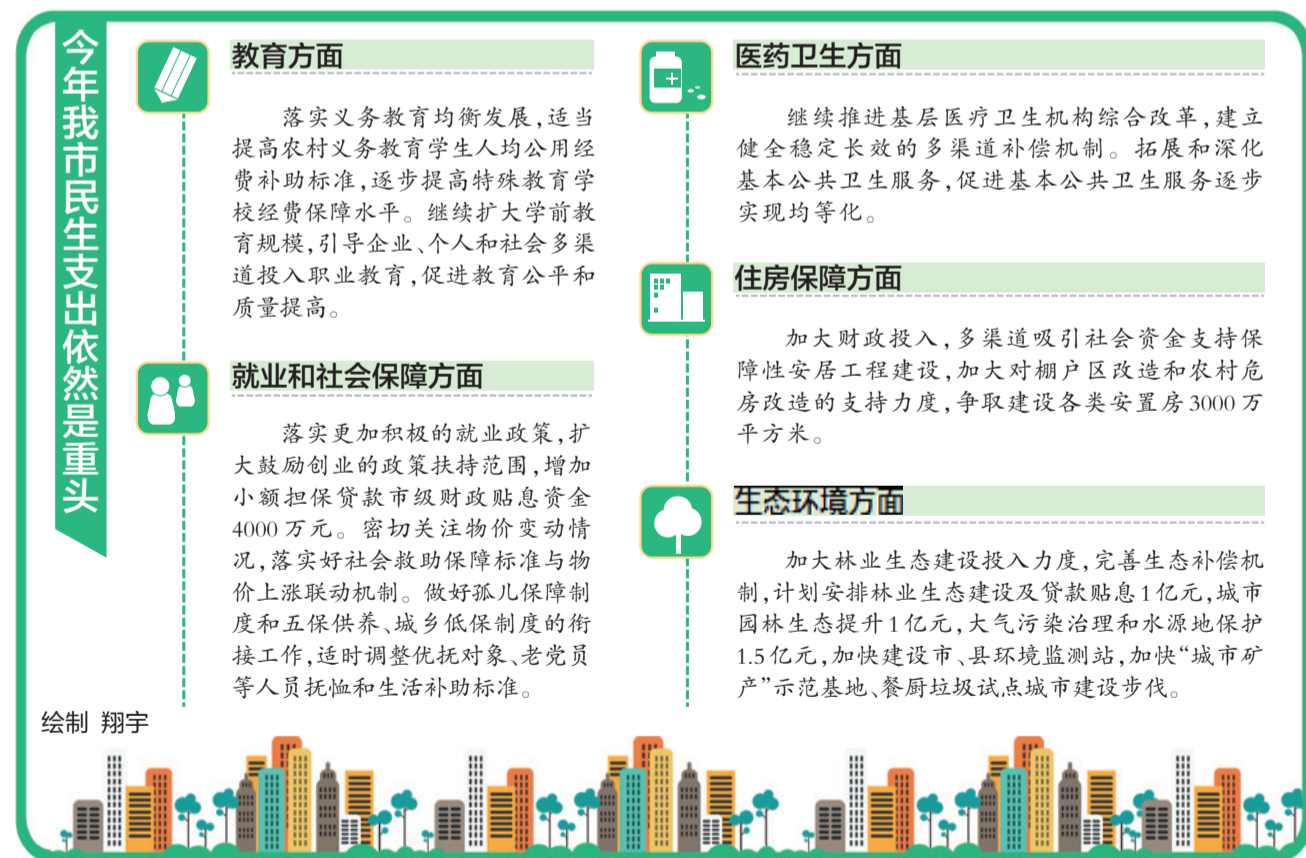 今年我市民生支出依然是重头
教育方面
落实义务教育均衡发展,适当
提高农村义务教育学生人均公用经
费补助标准,逐步提高特殊教育学
校经费保障水平。继续扩大学前教
育规模,引导企业、个人和社会多渠
道投入职业教育,促进教育公平和
质量提高。
就业和社会保障方面
落实更加积极的就业政策,扩
大鼓励创业的政策扶持范围,增加
小额担保贷款市级财政贴息资金
4000万元。密切关注物价变动情
况,落实好社会救助保障标准与物
价上涨联动机制。做好孤儿保障制
度和五保供养、城乡低保制度的衔
接工作,适时调整优抚对象、老党员
等人员抚恤和生活补助标准。
医药卫生方面
继续推进基层医疗卫生机构综合改革,建立
健全稳定长效的多渠道补偿机制。拓展和深化
基本公共卫生服务,促进基本公共卫生服务逐步
实现均等化。
住房保障方面
加大财政投入,多渠道吸引社会资金支持保
障性安居工程建设,加大对棚户区改造和农村危
房改造的支持力度,争取建设各类安置房3000万
平方米。
生态环境方面
加大林业生态建设投入力度,完善生态补偿机
制,计划安排林业生态建设及贷款贴息1亿元,城市
园林生态提升1亿元,大气污染治理和水源地保护
1.5亿元,加快建设市、县环境监测站,加快“城市矿
产”示范基地、餐厨垃圾试点城市建设步伐。
绘制 翔宇